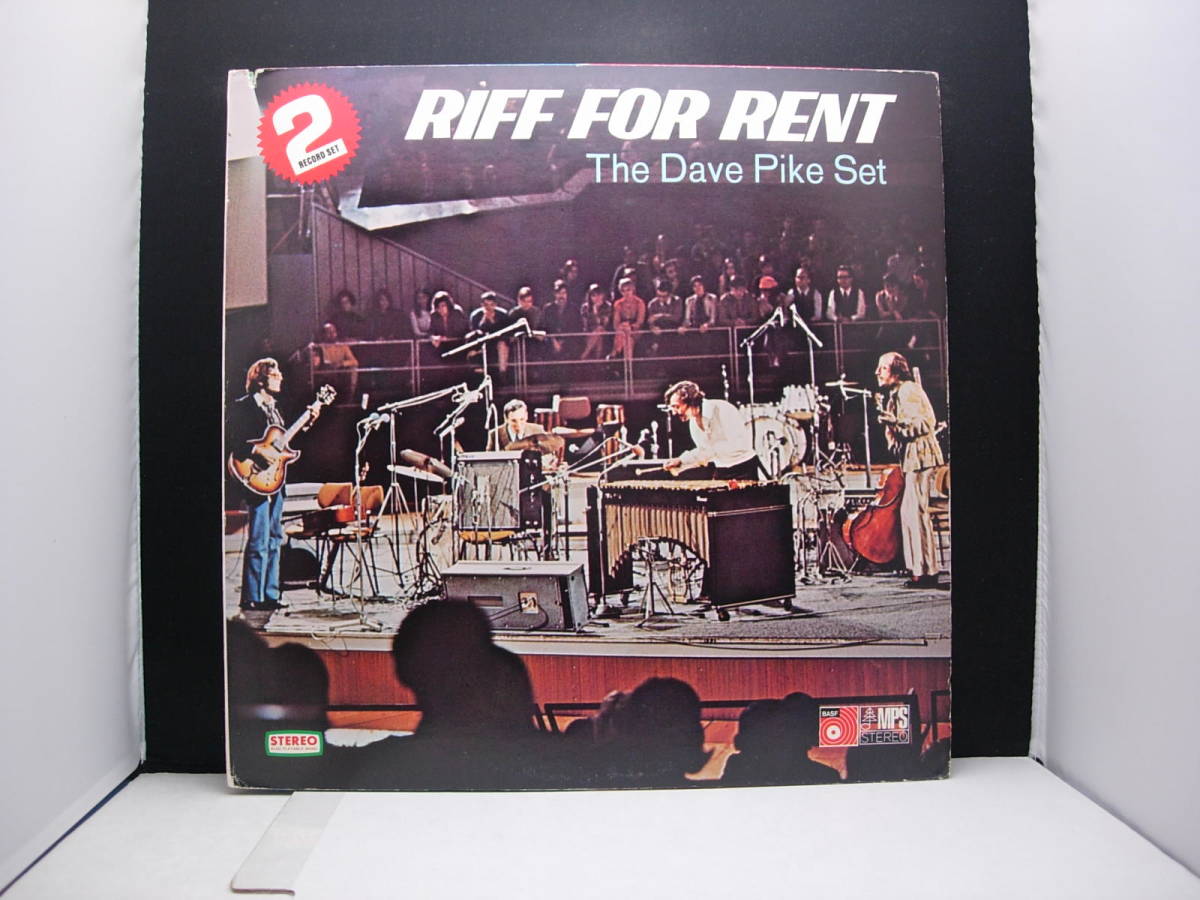 2
RECORD SET
RIFF FOR RENT
The Dave Pike Set
STEREO
BASF
MPS
STEREO